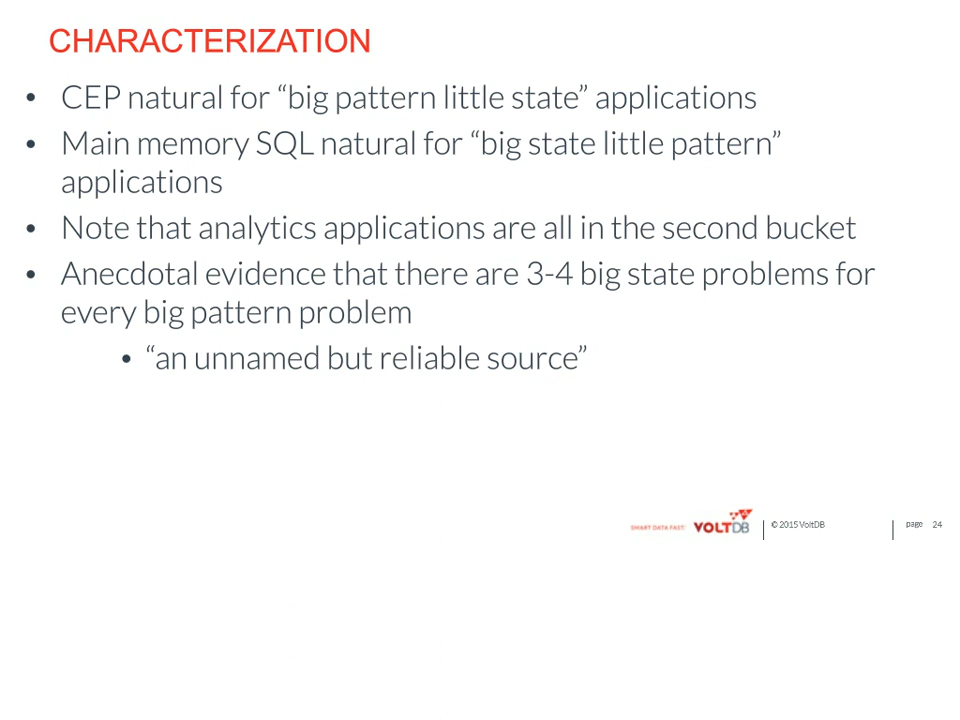 CHARACTERIZATION
• CEP natural for “big pattern little state” applications
• Main memory SQL natural for “big state little pattern”
applications
• Note that analytics applications are all in the second bucket
• Anecdotal evidence that there are 3-4 big state problems for
every big pattern problem
• “an unnamed but reliable source”
SMART DATA FAST VOLTDB © 2015 VoltDB page 24